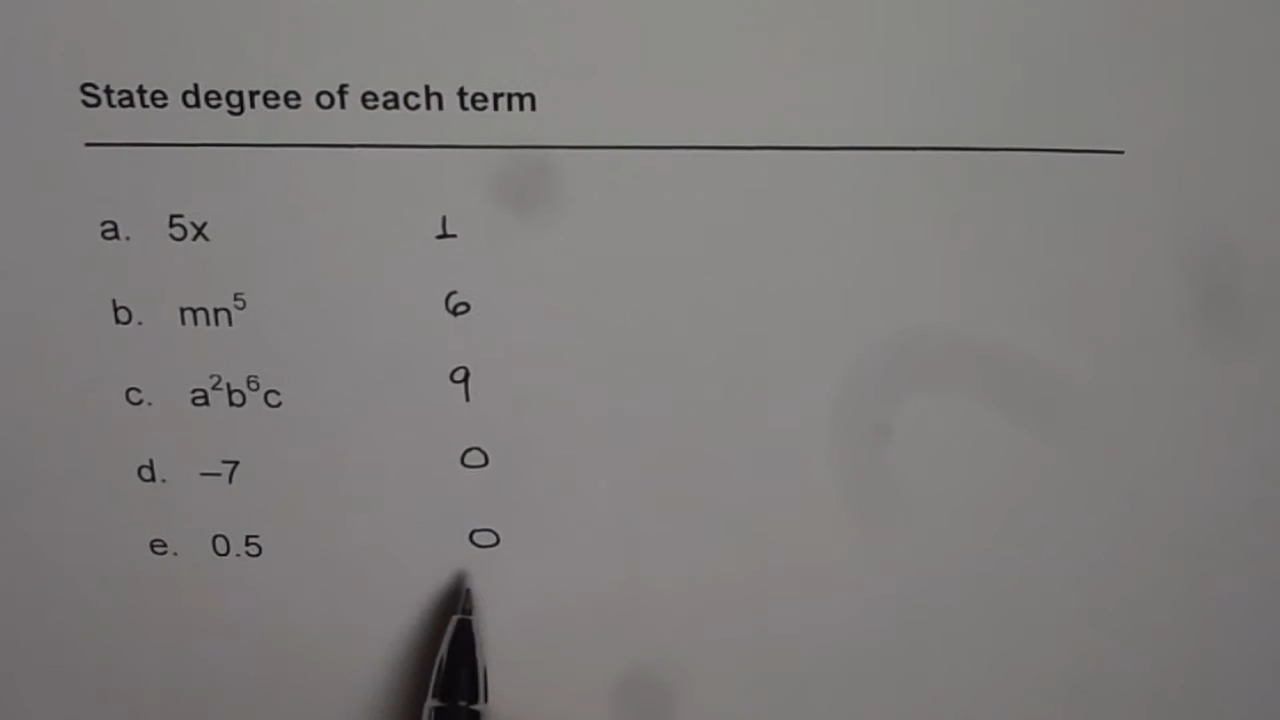 State degree of each term
a. 5x 1
b. mn⁵ 6
c. a²b⁶c 9
d. –7 0
e. 0.5 0